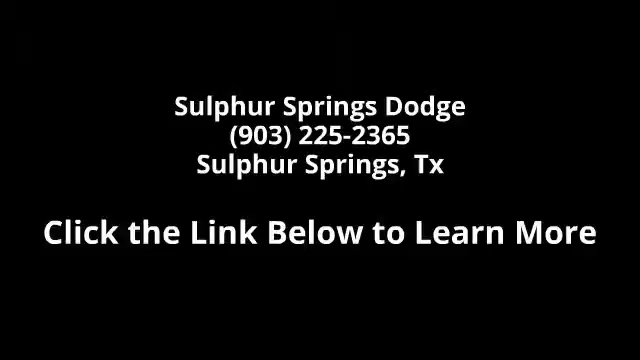 Sulphur Springs Dodge
(903) 225-2365
Sulphur Springs, Tx
Click the Link Below to Learn More